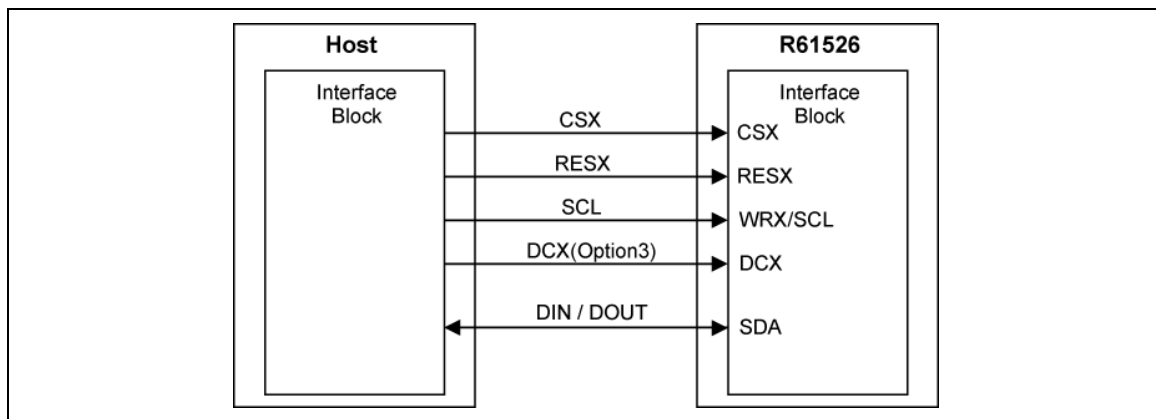 Host
R61526
Interface
Block
Interface
Block
CSX
CSX
RESX
RESX
SCL
WRX/SCL
DCX(Option3)
DCX
DIN / DOUT
SDA